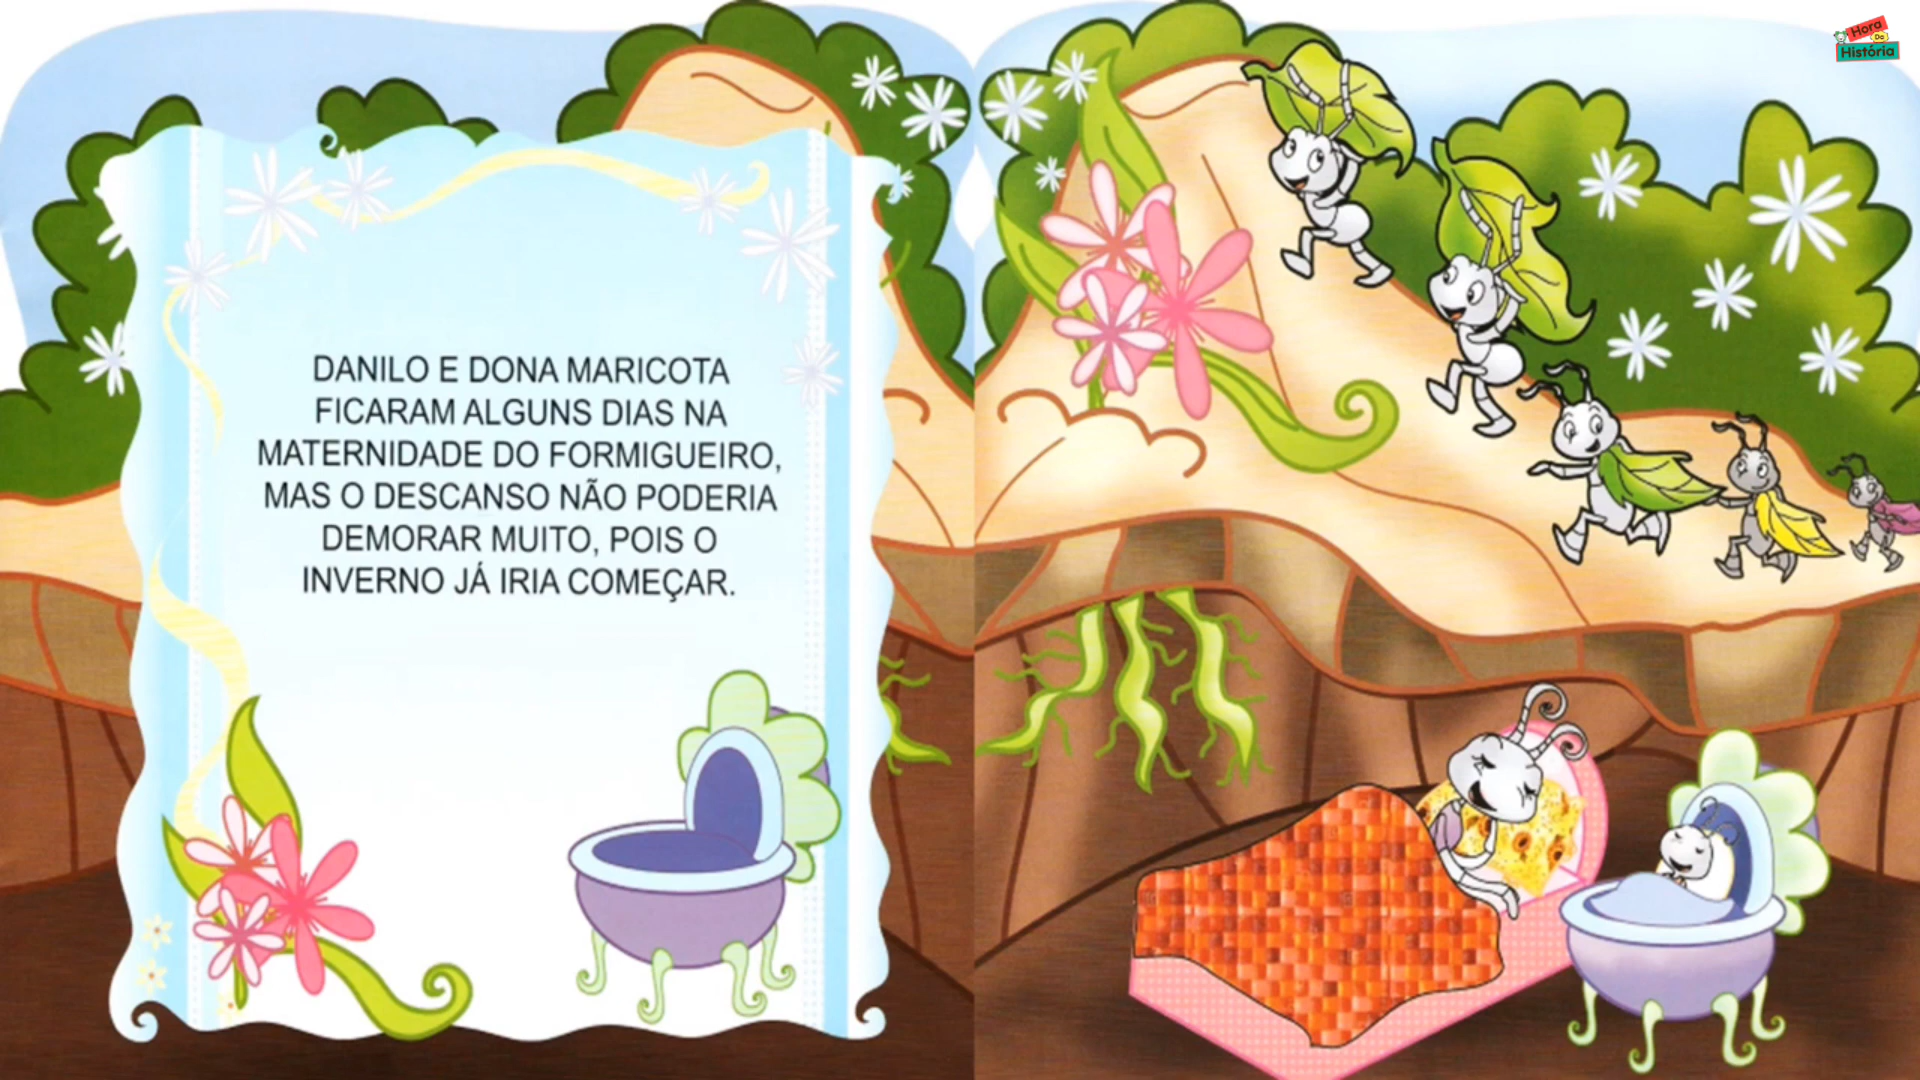 Hora
Do
História
DANILO E DONA MARICOTA
FICARAM ALGUNS DIAS NA
MATERNIDADE DO FORMIGUEIRO,
MAS O DESCANSO NÃO PODERIA
DEMORAR MUITO, POIS O
INVERNO JÁ IRIA COMEÇAR.